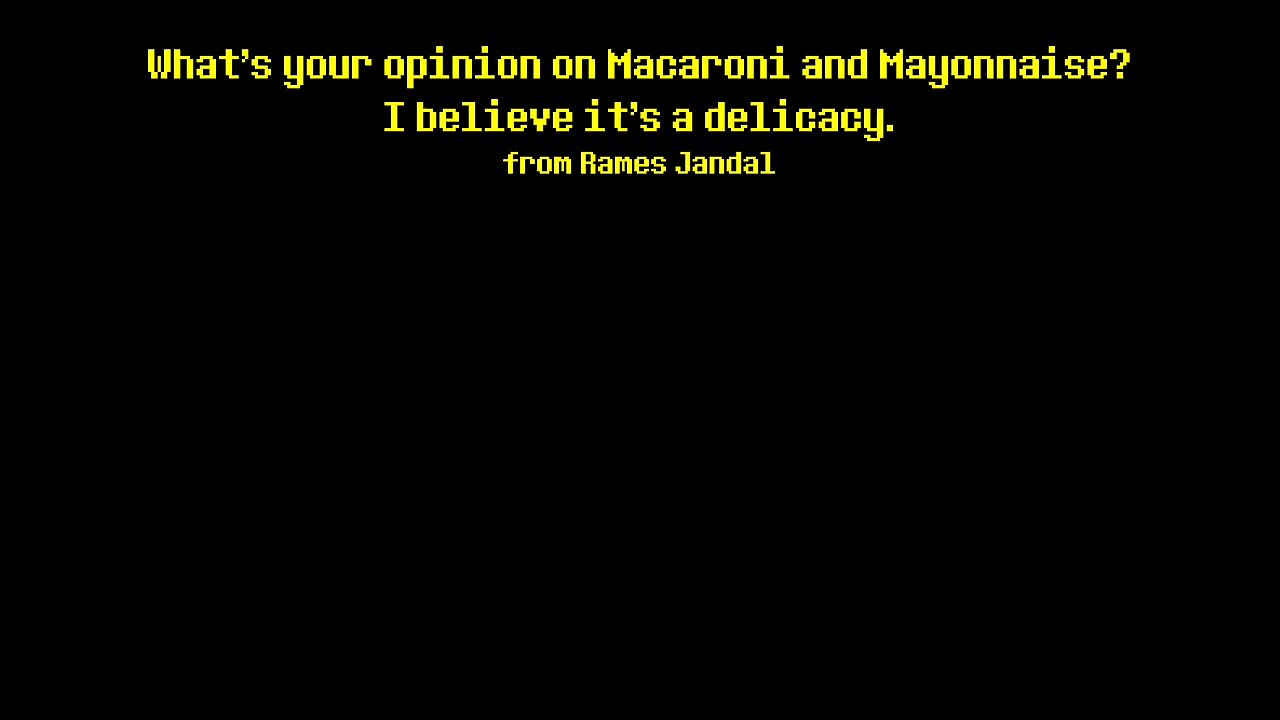 What's your opinion on Macaroni and Mayonnaise?
I believe it's a delicacy.
from Rames Jandal